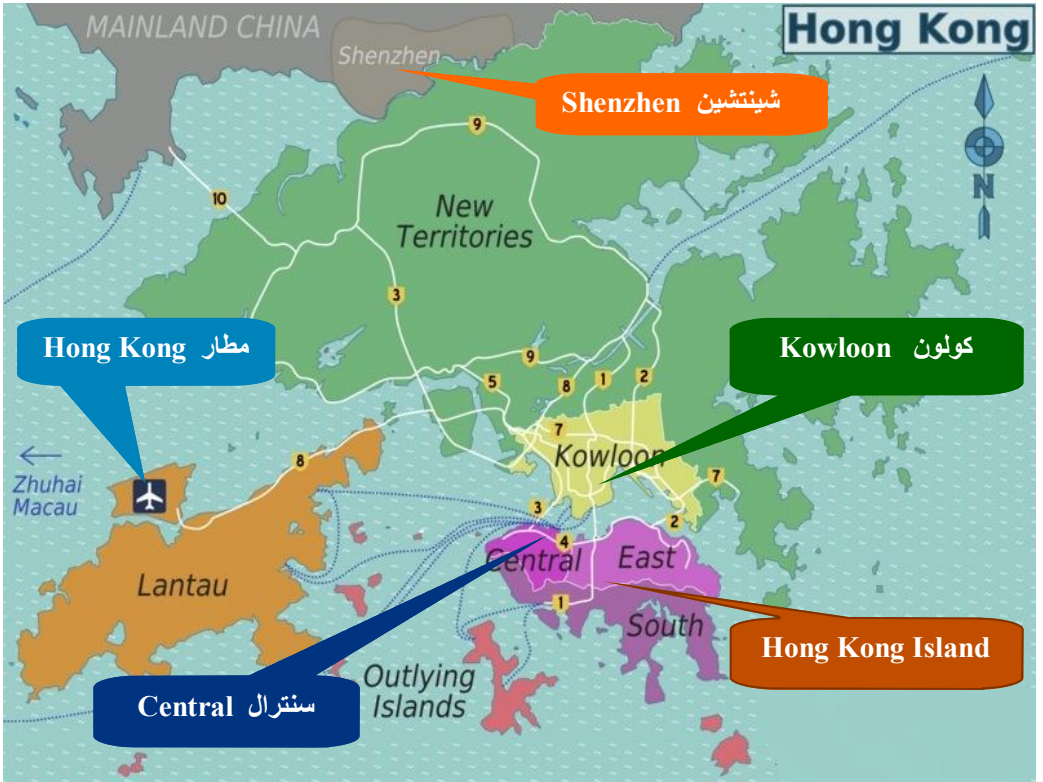 MAINLAND CHINA
Hong Kong
Shenzhen
شينتشين Shenzhen
9
N
10
New
Territories
3
مطار Hong Kong
كولون Kowloon
9
5
8
1
2
7
Kowloon
8
7
Zhuhai
Macau
3
2
4
Central
East
Lantau
1
South
Hong Kong Island
Outlying
Islands
سنترال Central